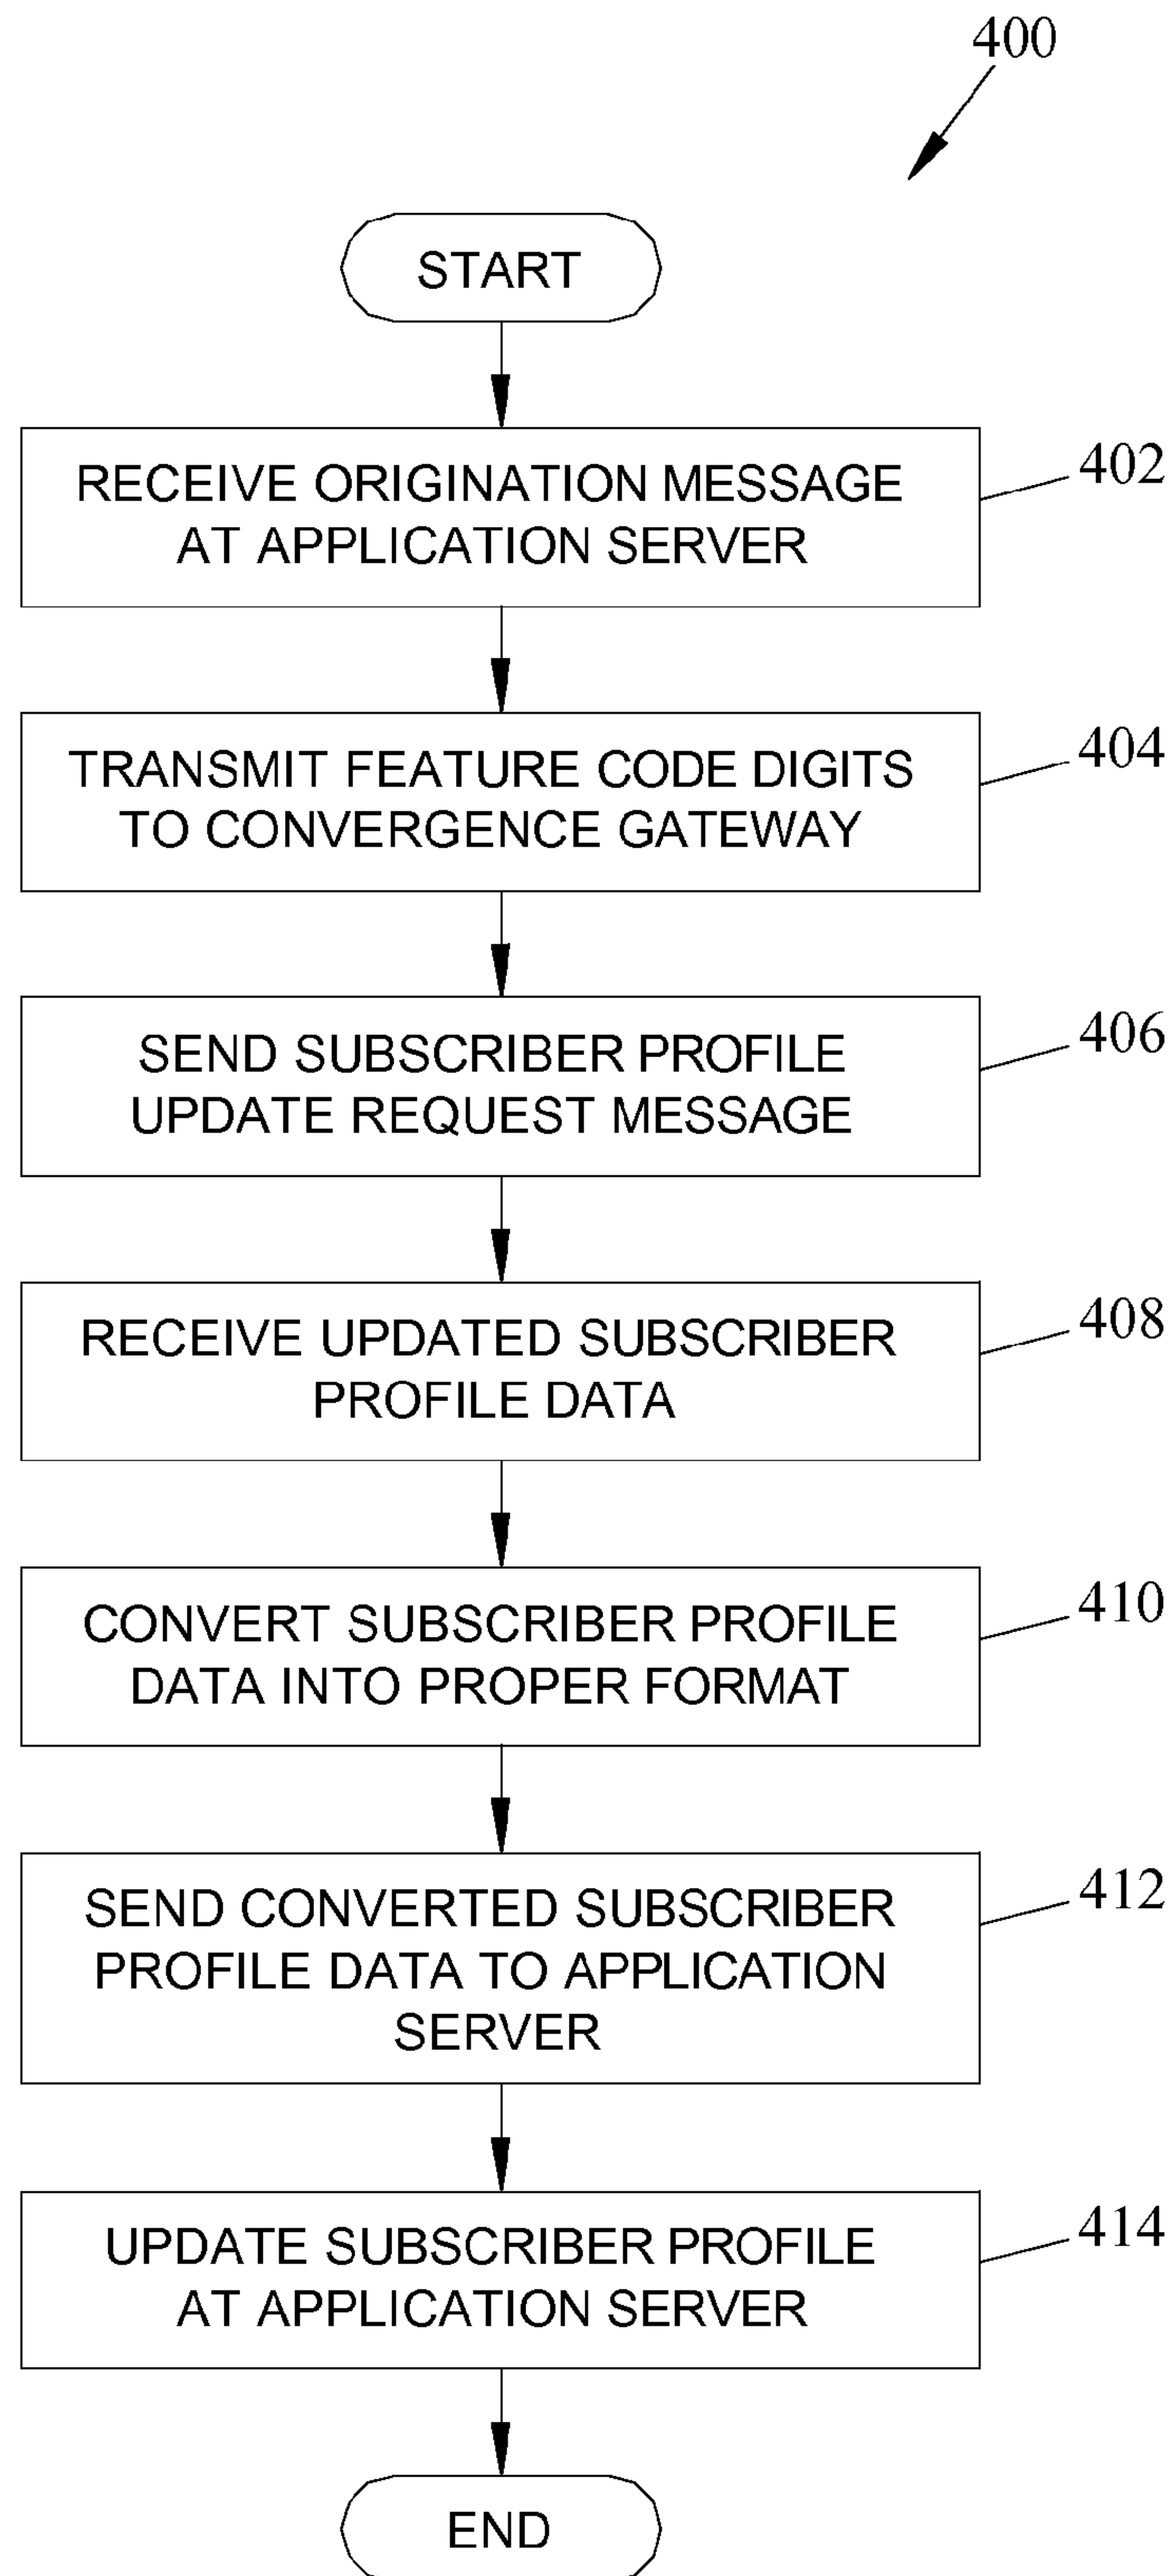 400
START
RECEIVE ORIGINATION MESSAGE
AT APPLICATION SERVER
402
TRANSMIT FEATURE CODE DIGITS
TO CONVERGENCE GATEWAY
404
SEND SUBSCRIBER PROFILE
UPDATE REQUEST MESSAGE
406
RECEIVE UPDATED SUBSCRIBER
PROFILE DATA
408
CONVERT SUBSCRIBER PROFILE
DATA INTO PROPER FORMAT
410
SEND CONVERTED SUBSCRIBER
PROFILE DATA TO APPLICATION
SERVER
412
UPDATE SUBSCRIBER PROFILE
AT APPLICATION SERVER
414
END